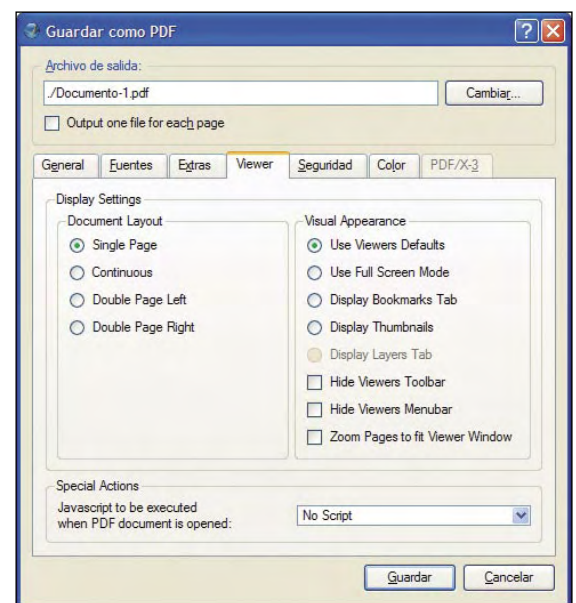 Guardar como PDF
Archivo de salida:
./Documento-1.pdf
Cambiar...
Output one file for each page
General Fuentes Extras Viewer Seguridad Color PDF/X-3
Display Settings
Document Layout
Single Page
Continuous
Double Page Left
Double Page Right
Visual Appearance
Use Viewers Defaults
Use Full Screen Mode
Display Bookmarks Tab
Display Thumbnails
Display Layers Tab
Hide Viewers Toolbar
Hide Viewers Menubar
Zoom Pages to fit Viewer Window
Special Actions
Javascript to be executed
when PDF document is opened:
No Script
Guardar Cancelar